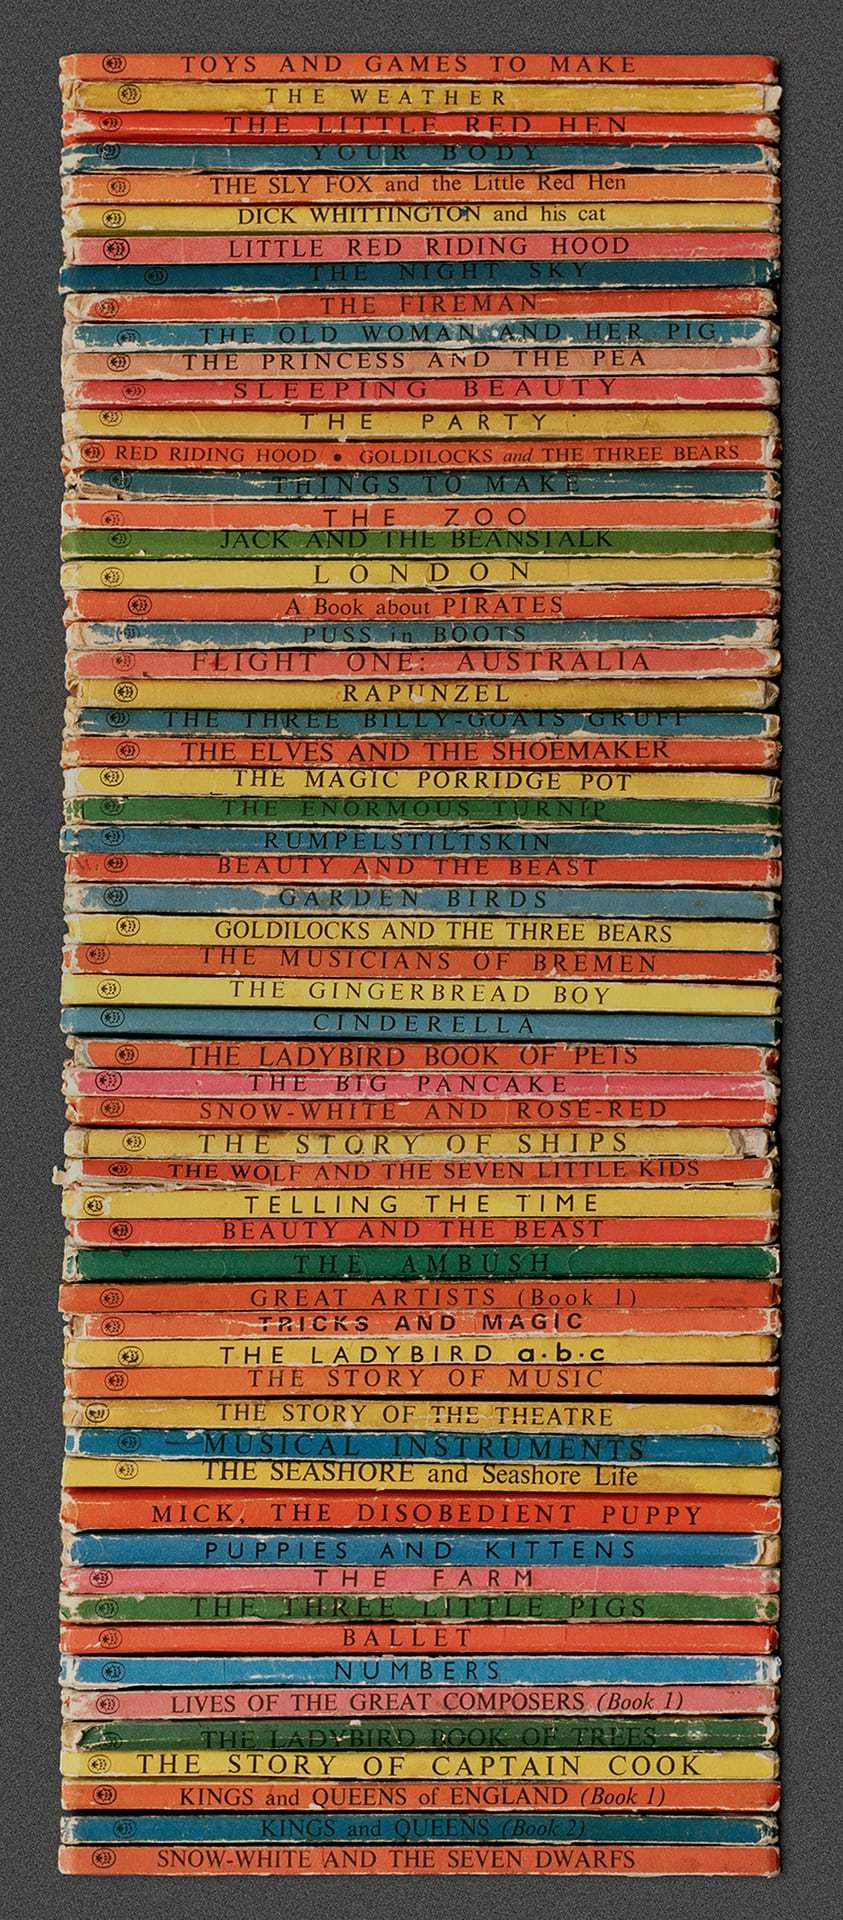 TOYS AND GAMES TO MAKE
THE WEATHER
THE LITTLE RED HEN
YOUR BODY
THE SLY FOX and the Little Red Hen
DICK WHITTINGTON and his cat
LITTLE RED RIDING HOOD
THE NIGHT SKY
THE FIREMAN
THE OLD WOMAN AND HER PIG
THE PRINCESS AND THE PEA
SLEEPING BEAUTY
THE PARTY
RED RIDING HOOD • GOLDILOCKS and THE THREE BEARS
THINGS TO MAKE
THE ZOO
JACK AND THE BEANSTALK
LONDON
A Book about PIRATES
PUSS in BOOTS
FLIGHT ONE: AUSTRALIA
RAPUNZEL
THE THREE BILLY-GOATS GRUFF
THE ELVES AND THE SHOEMAKER
THE MAGIC PORRIDGE POT
THE ENORMOUS TURNIP
RUMPELSTILTSKIN
BEAUTY AND THE BEAST
GARDEN BIRDS
GOLDILOCKS AND THE THREE BEARS
THE MUSICIANS OF BREMEN
THE GINGERBREAD BOY
CINDERELLA
THE LADYBIRD BOOK OF PETS
THE BIG PANCAKE
SNOW-WHITE AND ROSE-RED
THE STORY OF SHIPS
THE WOLF AND THE SEVEN LITTLE KIDS
TELLING THE TIME
BEAUTY AND THE BEAST
THE AMBUSH
GREAT ARTISTS (Book 1)
TRICKS AND MAGIC
THE LADYBIRD a·b·c
THE STORY OF MUSIC
THE STORY OF THE THEATRE
MUSICAL INSTRUMENTS
THE SEASHORE and Seashore Life
MICK, THE DISOBEDIENT PUPPY
PUPPIES AND KITTENS
THE FARM
THE THREE LITTLE PIGS
BALLET
NUMBERS
LIVES OF THE GREAT COMPOSERS (Book 1)
THE LADYBIRD BOOK OF TREES
THE STORY OF CAPTAIN COOK
KINGS and QUEENS of ENGLAND (Book 1)
KINGS and QUEENS (Book 2)
SNOW-WHITE AND THE SEVEN DWARFS